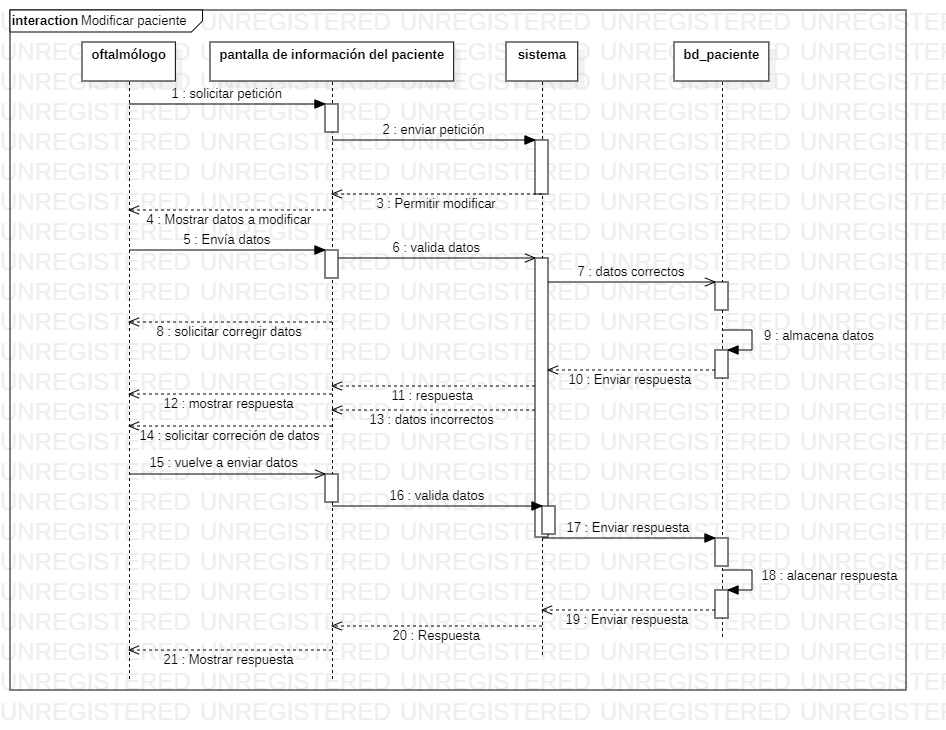 interaction Modificar paciente
oftalmólogo
pantalla de información del paciente
sistema
bd_paciente
1 : solicitar petición
2 : enviar petición
3 : Permitir modificar
4 : Mostrar datos a modificar
5 : Envía datos
6 : valida datos
7 : datos correctos
8 : solicitar corregir datos
9 : almacena datos
10 : Enviar respuesta
11 : respuesta
12 : mostrar respuesta
13 : datos incorrectos
14 : solicitar correción de datos
15 : vuelve a enviar datos
16 : valida datos
17 : Enviar respuesta
18 : alacenar respuesta
19 : Enviar respuesta
20 : Respuesta
21 : Mostrar respuesta
UNREGISTERED UNREGISTERED UNREGISTERED UNREGISTERED UNREGISTERED